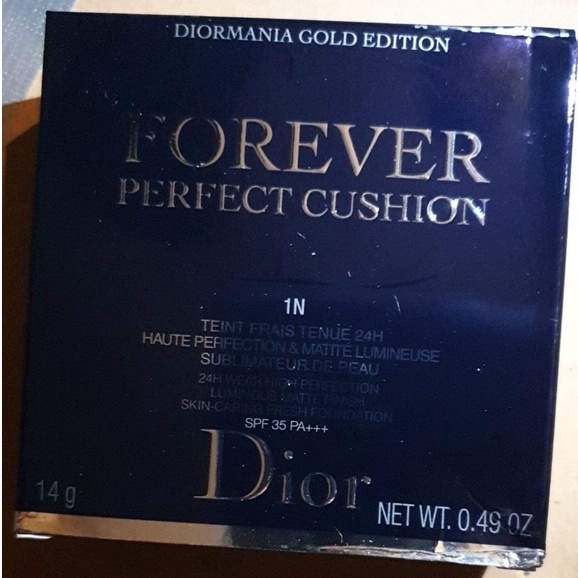 DIORMANIA GOLD EDITION
FOREVER
PERFECT CUSHION
1N
TEINT FRAIS TENUE 24H
HAUTE PERFECTION & MATITÉ LUMINEUSE
SUBLIMATEUR DE PEAU
24H WEAR HIGH PERFECTION
LUMINOUS MATTE FINISH
SKIN-CARING FRESH FOUNDATION
SPF 35 PA+++
Dior
14 g
NET WT. 0.49 OZ